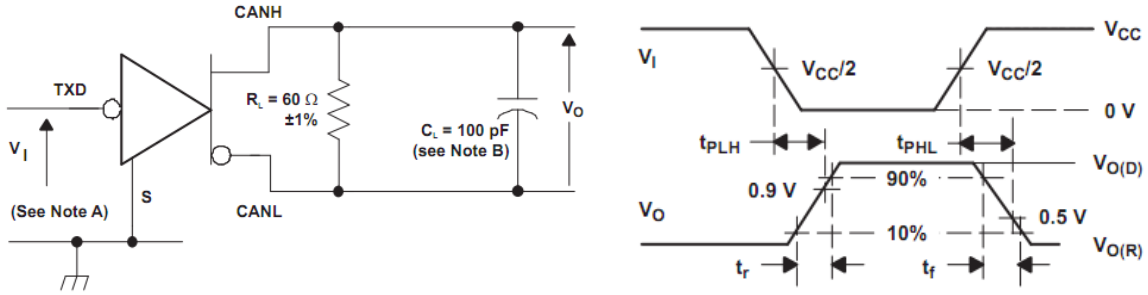 CANH
TXD
R_L = 60 Ω
±1%
C_L = 100 pF
(see Note B)
V_O
V_I
(See Note A)
S
CANL
V_I
V_CC
V_CC/2
V_CC/2
0 V
t_PLH
t_PHL
V_O(D)
90%
0.9 V
V_O
0.5 V
10%
V_O(R)
t_r
t_f